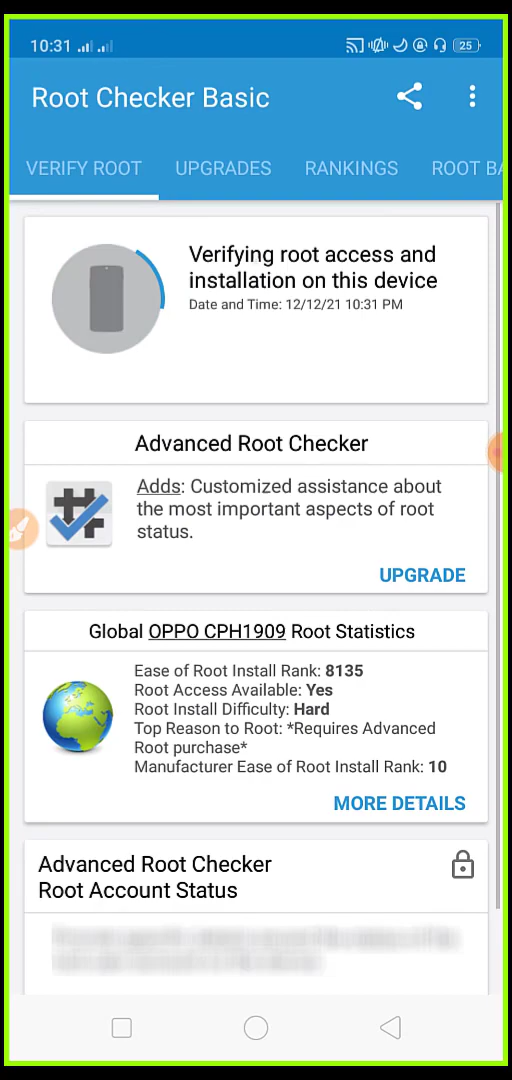 10:31
25
Root Checker Basic
VERIFY ROOT UPGRADES RANKINGS ROOT BA
Verifying root access and
installation on this device
Date and Time: 12/12/21 10:31 PM
Advanced Root Checker
Adds: Customized assistance about
the most important aspects of root
status.
UPGRADE
Global OPPO CPH1909 Root Statistics
Ease of Root Install Rank: 8135
Root Access Available: Yes
Root Install Difficulty: Hard
Top Reason to Root: *Requires Advanced
Root purchase*
Manufacturer Ease of Root Install Rank: 10
MORE DETAILS
Advanced Root Checker
Root Account Status